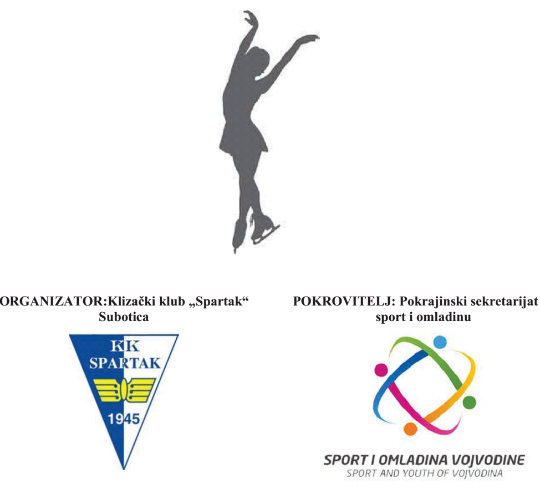 ORGANIZATOR:Klizački klub „Spartak“
Subotica
POKROVITELJ: Pokrajinski sekretarijat
sport i omladinu
KK
SPARTAK
1945
SPORT I OMLADINA VOJVODINE
SPORT AND YOUTH OF VOJVODINA